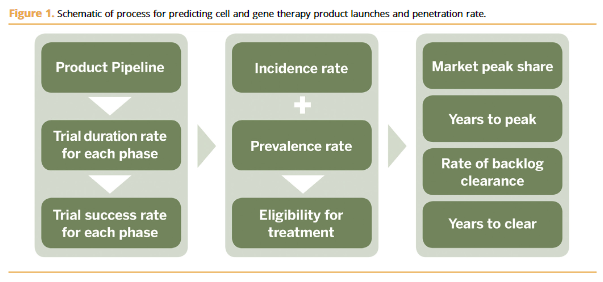 Figure 1. Schematic of process for predicting cell and gene therapy product launches and penetration rate.
Product Pipeline
Trial duration rate
for each phase
Trial success rate
for each phase
Incidence rate
+
Prevalence rate
Eligibility for
treatment
Market peak share
Years to peak
Rate of backlog
clearance
Years to clear